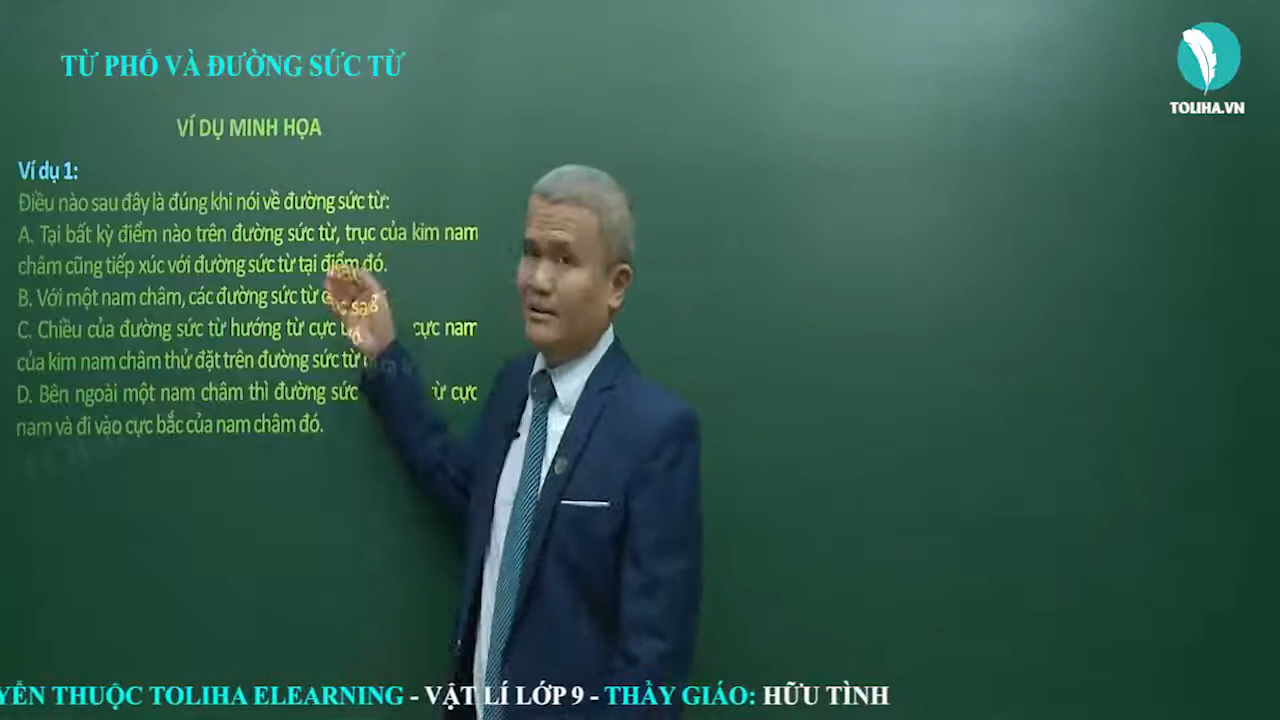 TỪ PHỔ VÀ ĐƯỜNG SỨC TỪ
TOLIHA.VN
VÍ DỤ MINH HỌA
Ví dụ 1:
Điều nào sau đây là đúng khi nói về đường sức từ:
A. Tại bất kỳ điểm nào trên đường sức từ, trục của kim nam
châm cũng tiếp xúc với đường sức từ tại điểm đó.
B. Với một nam châm, các đường sức từ
C. Chiều của đường sức từ hướng từ cực cực nam
của kim nam châm thử đặt trên đường sức từ
D. Bên ngoài một nam châm thì đường sức từ cực
nam và đi vào cực bắc của nam châm đó.
YỄN THUỘC TOLIHA ELEARNING - VẬT LÍ LỚP 9 - THẦY GIÁO: HỮU TÌNH